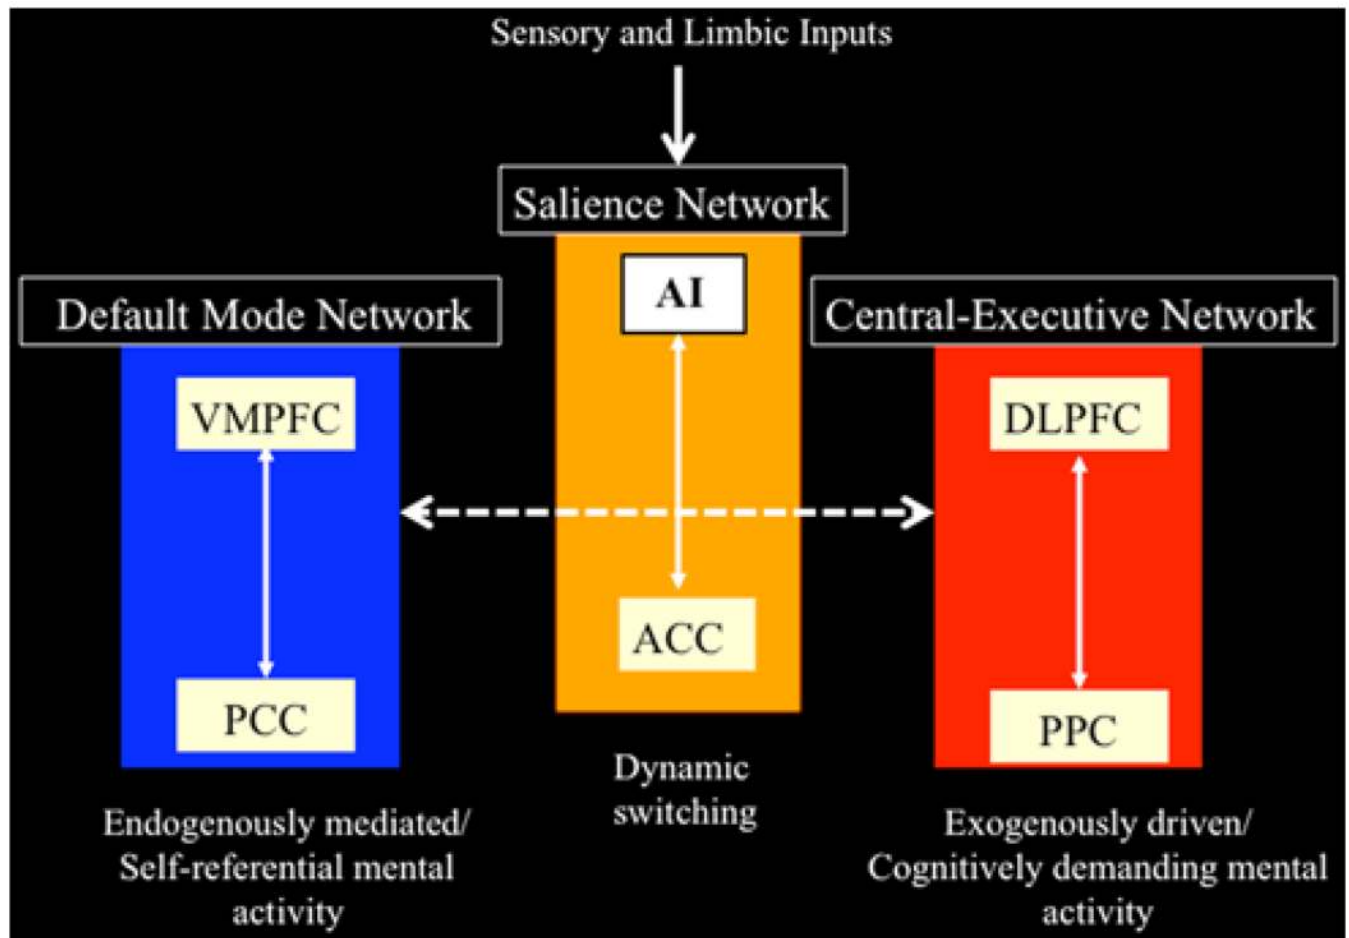 Sensory and Limbic Inputs
Salience Network
AI
ACC
Dynamic
switching
Default Mode Network
VMPFC
PCC
Endogenously mediated/
Self-referential mental
activity
Central-Executive Network
DLPFC
PPC
Exogenously driven/
Cognitively demanding mental
activity